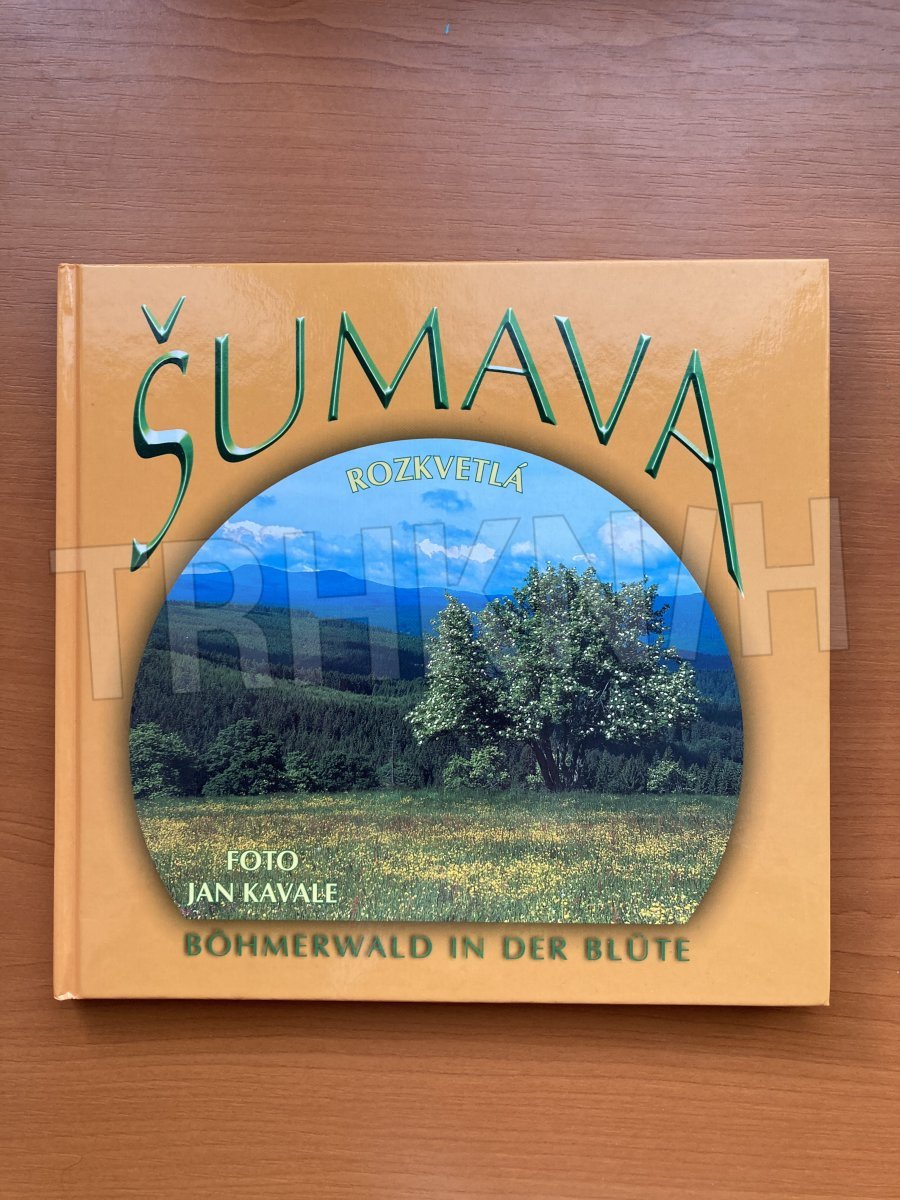 ŠUMAVA
ROZKVETLÁ
TRHKNIH
FOTO
JAN KAVALE
BÖHMERWALD IN DER BLÜTE